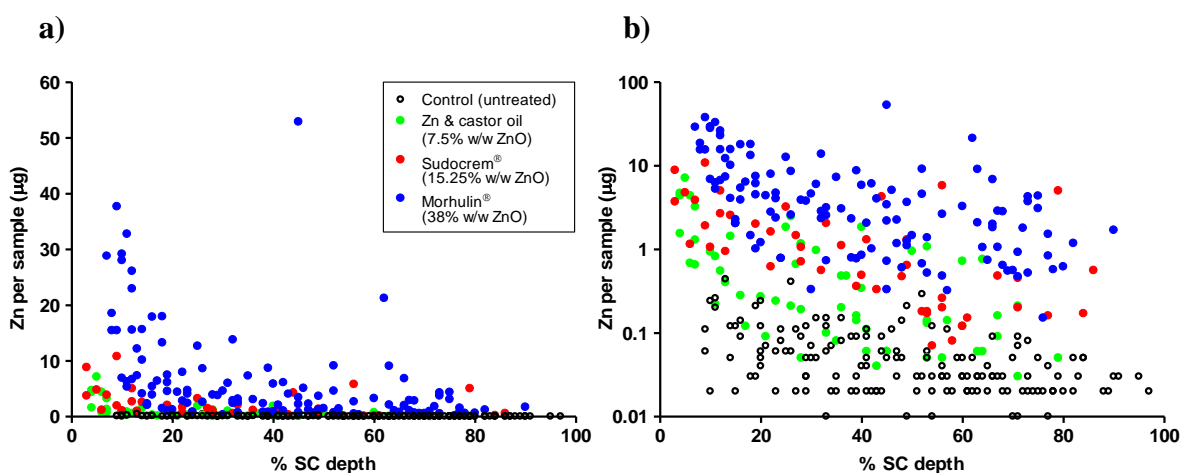 a)
60
50
40
30
20
10
0
Zn per sample (µg)
0 20 40 60 80 100
% SC depth
Control (untreated)
Zn & castor oil
(7.5% w/w ZnO)
Sudocrem®
(15.25% w/w ZnO)
Morhulin®
(38% w/w ZnO)
b)
100
10
1
0.1
0.01
Zn per sample (µg)
0 20 40 60 80 100
% SC depth